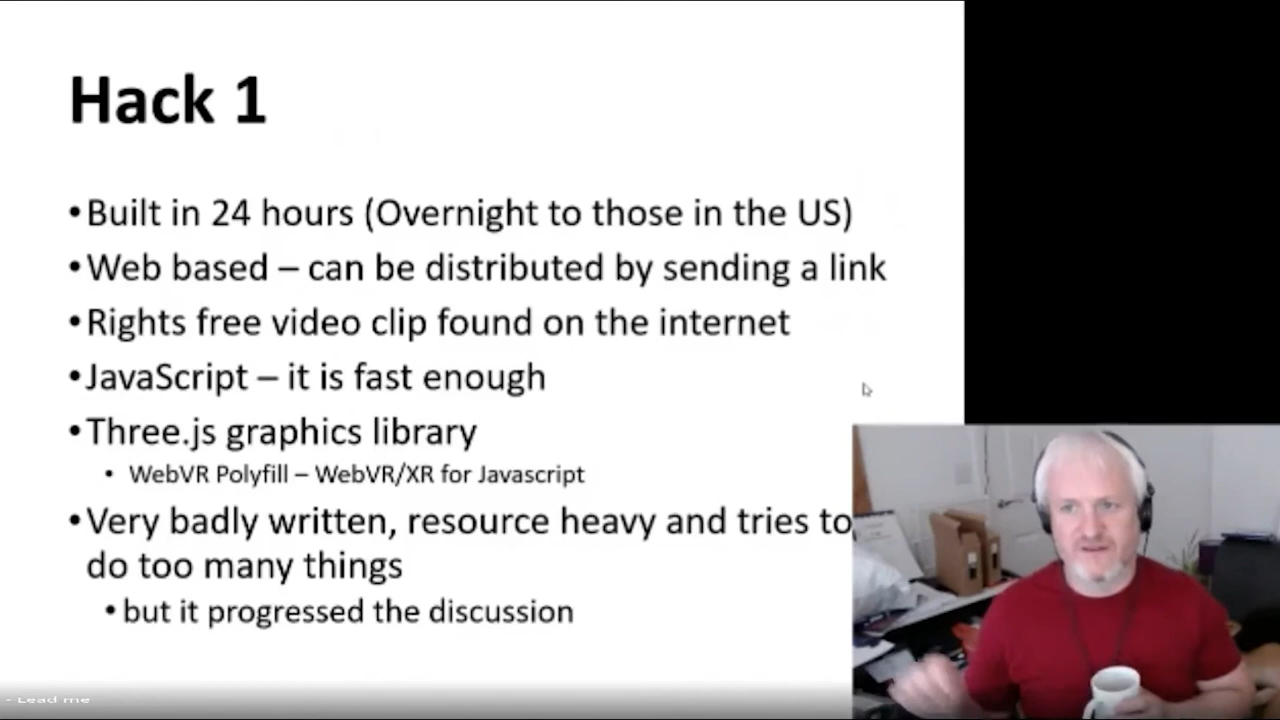 Hack 1
•Built in 24 hours (Overnight to those in the US)
•Web based – can be distributed by sending a link
•Rights free video clip found on the internet
•JavaScript – it is fast enough
•Three.js graphics library
• WebVR Polyfill – WebVR/XR for Javascript
•Very badly written, resource heavy and tries to
do too many things
•but it progressed the discussion
- Lead me